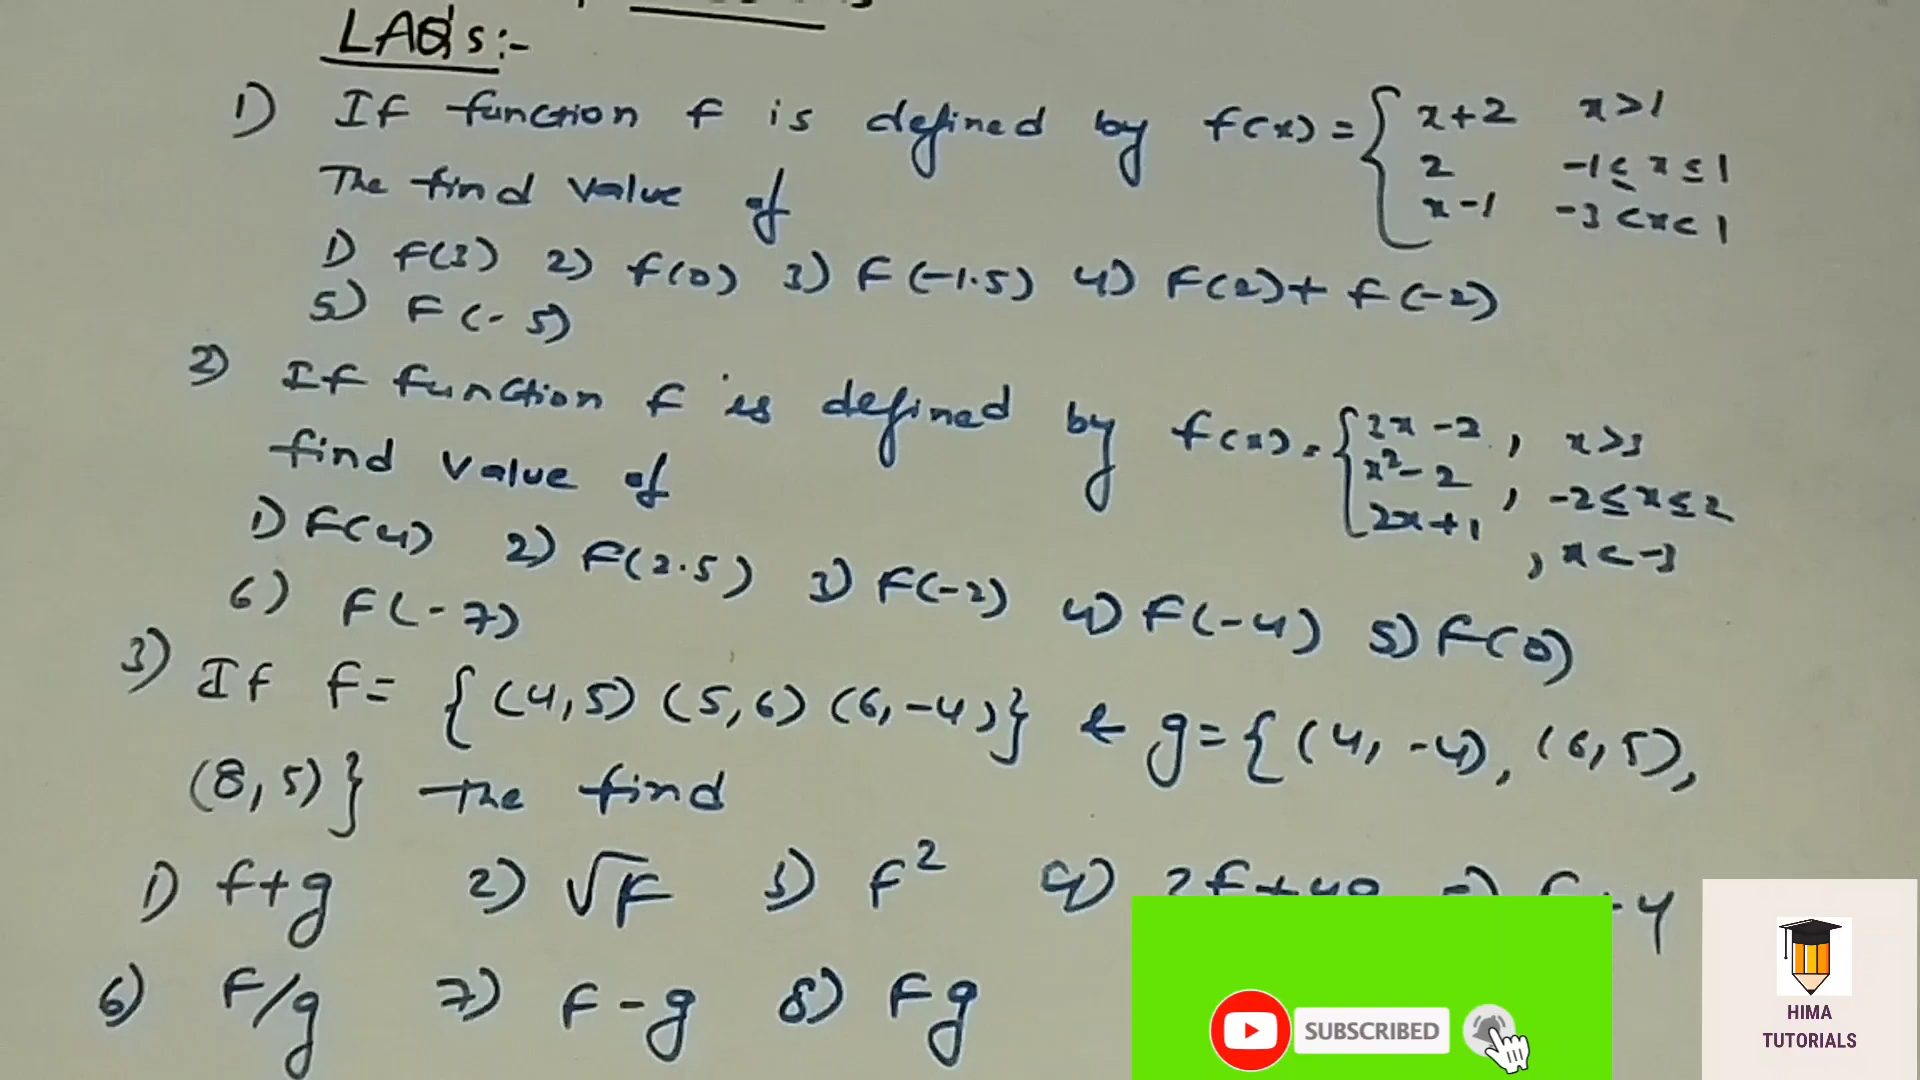 LAQ's:-
1) If function f is defined by f(x) = { x+2 x>1
2 -1 ≤ x ≤ 1
The find value of x-1 -3 <x< 1
1) f(3) 2) f(0) 3) f(-1.5) 4) f(2)+ f(-2)
5) f(-5)
2) If function f is defined by f(x) = { 3x-2, x>3
x²-2, -2≤x≤2
find value of 2x+1, x<-3
1) f(4) 2) f(2.5) 3) f(-2) 4) f(-4) 5) f(0)
6) f(-7)
3) If f= {(4,5) (5,6) (6,-4)} & g={(4,-4), (6,5),
(8,5)} the find
1) f+g 2) √f 3) f² 4) 2f+4g 4
6) f/g 7) f-g 8) fg
SUBSCRIBED
HIMA
TUTORIALS